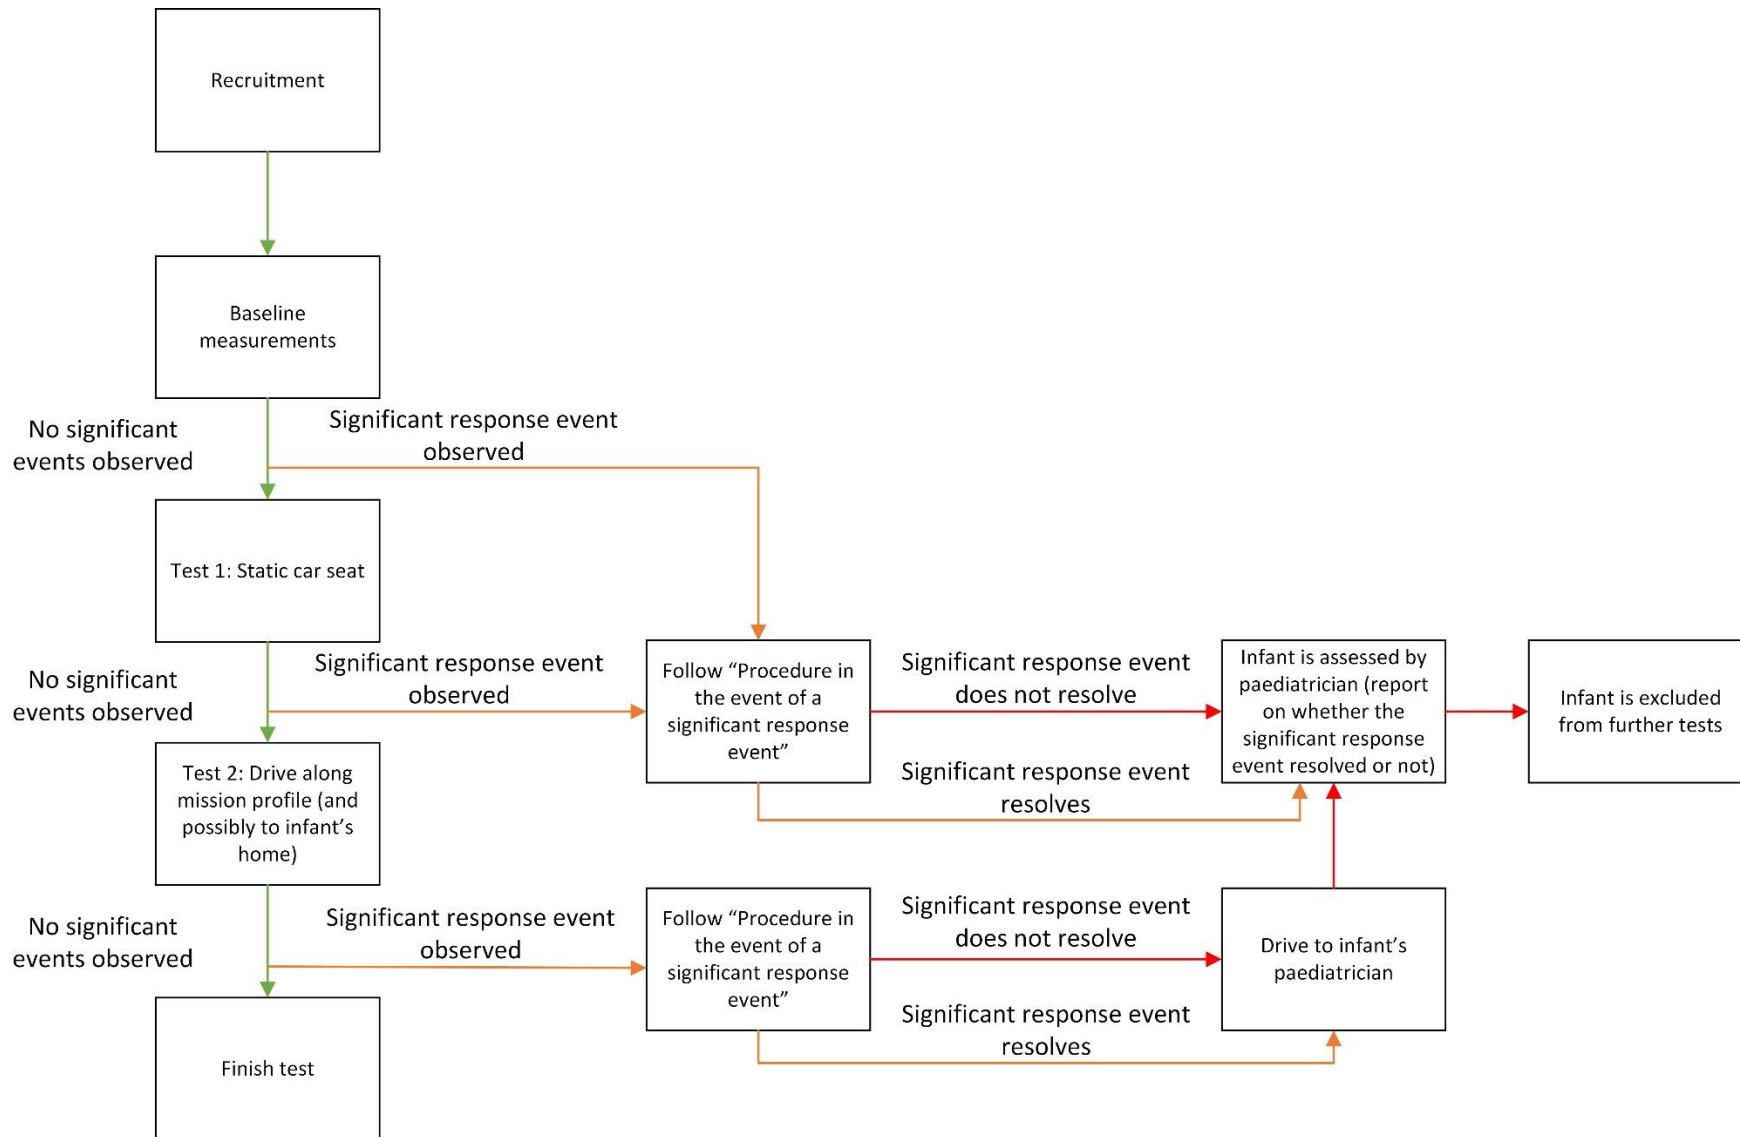 Recruitment
Baseline
measurements
No significant
events observed
Significant response event
observed
Test 1: Static car seat
No significant
events observed
Significant response event
observed
Follow “Procedure in
the event of a
significant response
event”
Significant response event
does not resolve
Significant response event
resolves
Infant is assessed by
paediatrician (report
on whether the
significant response
event resolved or not)
Infant is excluded
from further tests
Test 2: Drive along
mission profile (and
possibly to infant’s
home)
No significant
events observed
Significant response event
observed
Follow “Procedure in
the event of a
significant response
event”
Significant response event
does not resolve
Significant response event
resolves
Drive to infant’s
paediatrician
Finish test